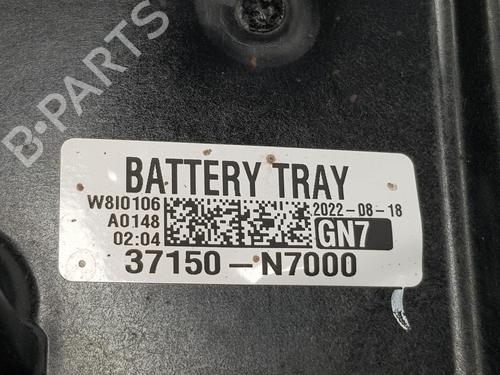 B-PARTS
BATTERY TRAY
W8I0106
2022-08-18
A0148
GN7
02:04
37150-N7000